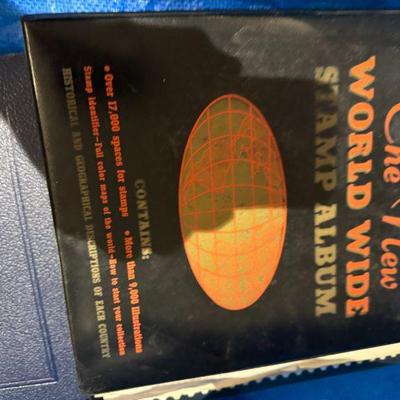 The New
WORLD WIDE
STAMP ALBUM
CONTAINS:
• Over 17,000 spaces for stamps • More than 9,000 illustrations
Stamp identifier—Full color maps of the world—How to start your collection
HISTORICAL AND GEOGRAPHICAL DESCRIPTIONS OF EACH COUNTRY